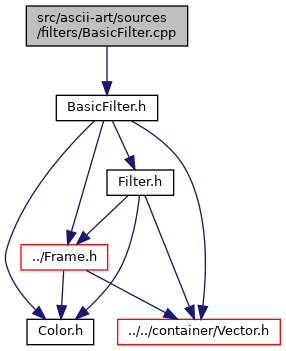 src/ascii-art/sources
/filters/BasicFilter.cpp
BasicFilter.h
Filter.h
../Frame.h
Color.h
../../container/Vector.h